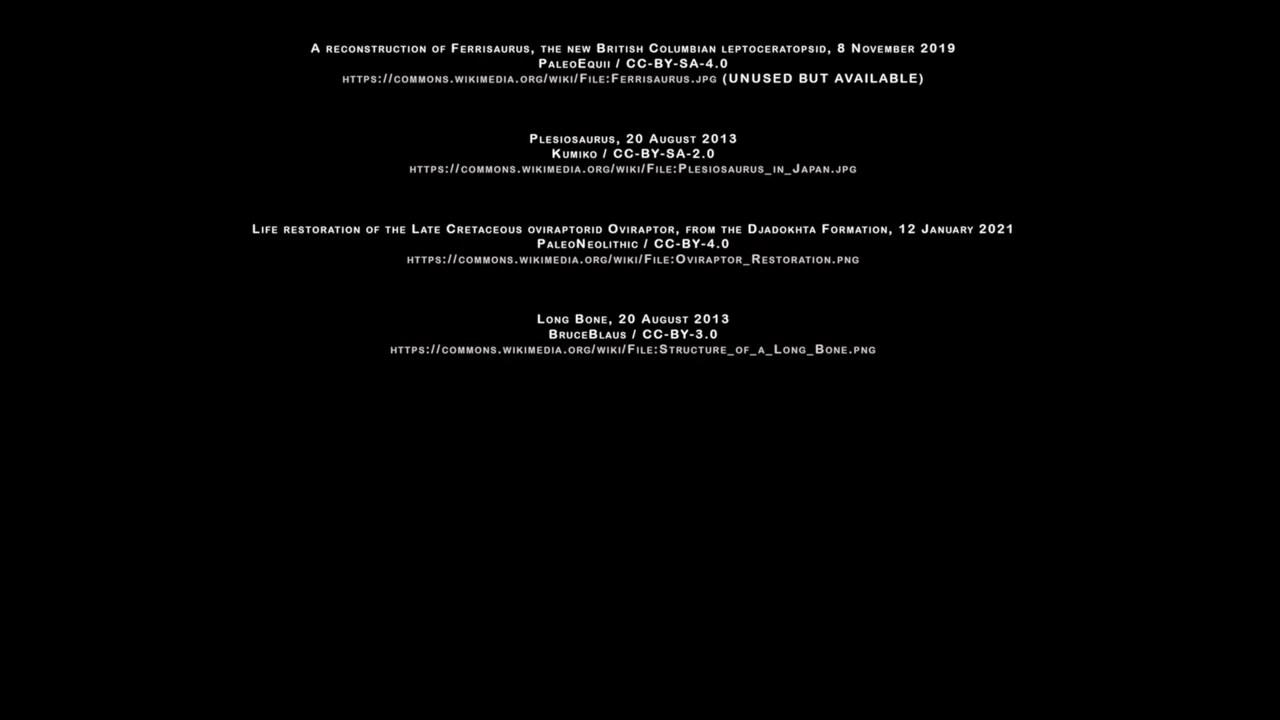 A reconstruction of Ferrisaurus, the new British Columbian leptoceratopsid, 8 November 2019
PaleoEquii / CC-BY-SA-4.0
https://commons.wikimedia.org/wiki/File:Ferrisaurus.jpg (UNUSED BUT AVAILABLE)
Plesiosaurus, 20 August 2013
Kumiko / CC-BY-SA-2.0
https://commons.wikimedia.org/wiki/File:Plesiosaurus_in_Japan.jpg
Life restoration of the Late Cretaceous oviraptorid Oviraptor, from the Djadokhta Formation, 12 January 2021
PaleoNeolithic / CC-BY-4.0
https://commons.wikimedia.org/wiki/File:Oviraptor_Restoration.png
Long Bone, 20 August 2013
BruceBlaus / CC-BY-3.0
https://commons.wikimedia.org/wiki/File:Structure_of_a_Long_Bone.png